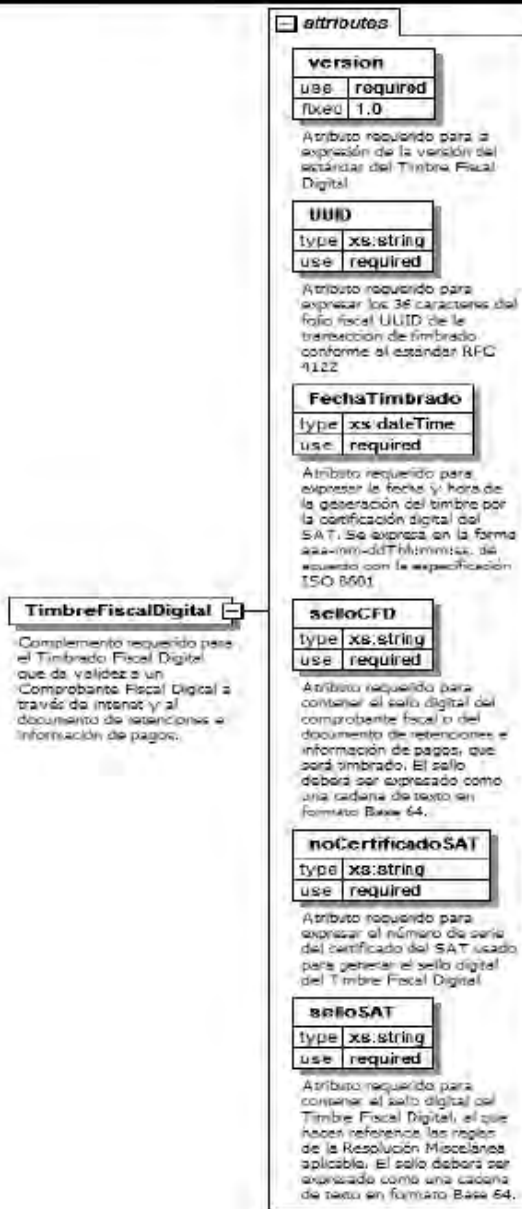 attributes
version
use required
fixed 1.0
Atributo requerido para la
expresión de la versión del
estándar del Timbre Fiscal
Digital
UUID
type xs:string
use required
Atributo requerido para
expresar los 36 caracteres del
folio fiscal UUID de la
transacción de timbrado
conforme al estándar RFC
4122
FechaTimbrado
type xs:dateTime
use required
Atributo requerido para
expresar la fecha y hora de
la generación del timbre por
la certificación digital del
SAT. Se expresa en la forma
aaa-mm-ddThh:mm:ss, de
acuerdo con la especificación
ISO 8601
TimbreFiscalDigital
Complemento requerido para
el Timbrado Fiscal Digital
que da validez a un
Comprobante Fiscal Digital a
través de internet y al
documento de retenciones e
información de pagos.
selloCFD
type xs:string
use required
Atributo requerido para
contener el sello digital del
comprobante fiscal o del
documento de retenciones e
información de pagos, que
será timbrado. El sello
deberá ser expresado como
una cadena de texto en
formato Base 64.
noCertificadoSAT
type xs:string
use required
Atributo requerido para
expresar el número de serie
del certificado del SAT usado
para generar el sello digital
del Timbre Fiscal Digital
selloSAT
type xs:string
use required
Atributo requerido para
contener el sello digital del
Timbre Fiscal Digital, al que
hacen referencia las reglas
de la Resolución Miscelánea
aplicable. El sello deberá ser
expresado como una cadena
de texto en formato Base 64.